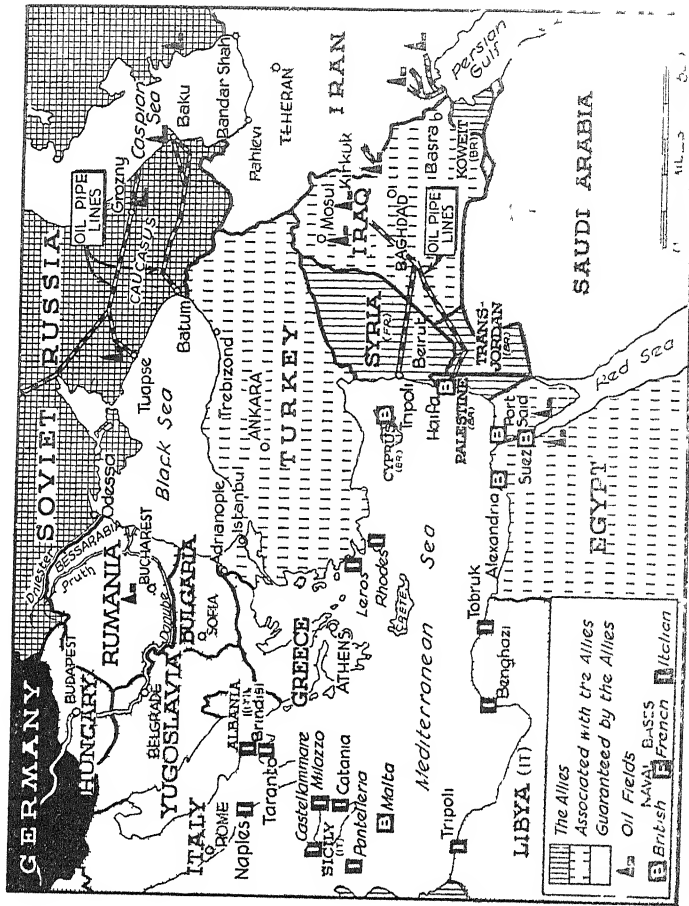 GERMANY
SOVIET RUSSIA
BUDAPEST
HUNGARY
Dniester
Pruth
BESSARABIA
RUMANIA
BUCHAREST
Odessa
OIL PIPE
LINES
Grozny
CAUCASUS
Caspian
Sea
Baku
Bandar Shah
Pahlevi
TEHERAN
IRAN
Tuapse
Batum
Black Sea
BELGRADE
YUGOSLAVIA
Danube
BULGARIA
SOFIA
Adrianople
Istanbul
Trebizond
ANKARA
TURKEY
ITALY
ROME
Naples
Taranto
ALBANIA
Brindisi
GREECE
ATHENS
Castellammare
Milazzo
SICILY
(IT)
Catania
Pantelleria
Malta
Leros
Rhodes
CRETE
CYPRUS
(BR)
Mediterranean Sea
SYRIA
(FR)
Beirut
Tripoli
Haifa
PALESTINE
(BR)
TRANS-
JORDAN
(BR)
Mosul
Kirkuk
IRAQ
BAGHDAD
OIL PIPE
LINES
Basra
KOWEIT
(BR)
Persian
Gulf
SAUDI ARABIA
Red Sea
Port
Said
Suez
Alexandria
EGYPT
Tobruk
Benghazi
Tripoli
LIBYA (IT)
The Allies
Associated with the Allies
Guaranteed by the Allies
Oil Fields
NAVAL BASES
B British F French I Italian